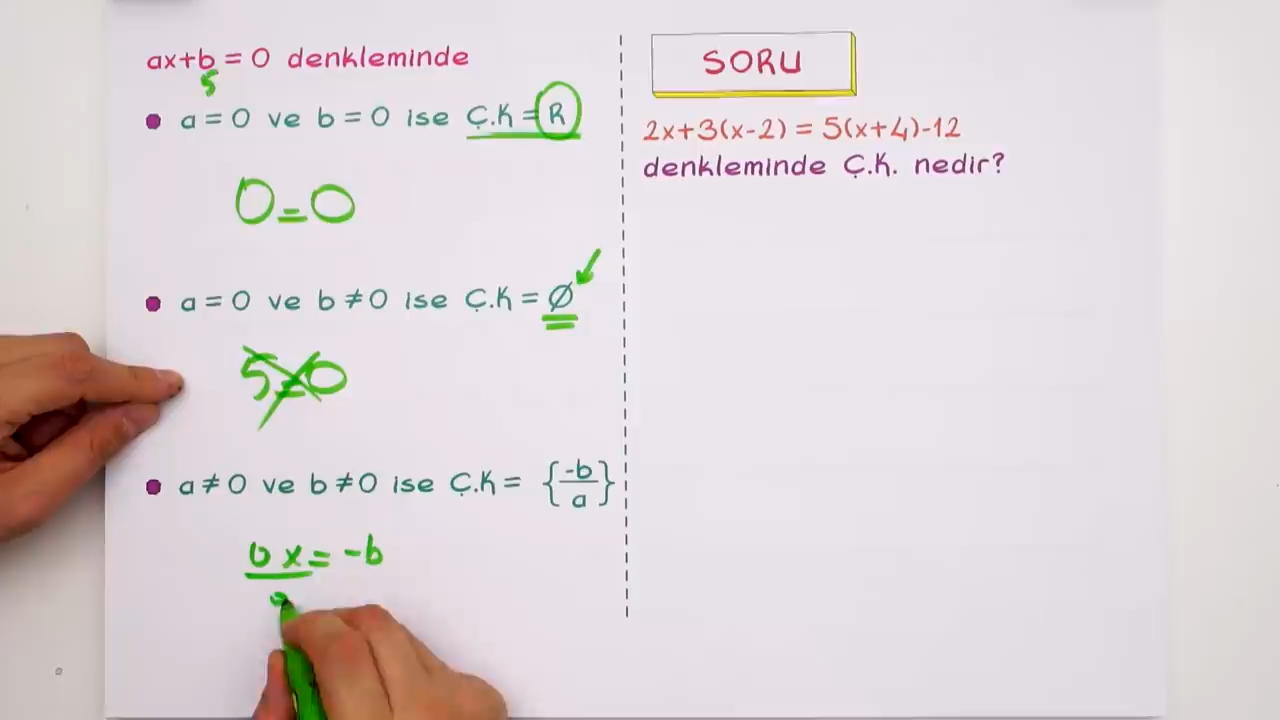 ax+b = 0 denkleminde
5
a = 0 ve b = 0 ise Ç.K = R
0 = 0
a = 0 ve b ≠ 0 ise Ç.K = Ø
5 = 0
a ≠ 0 ve b ≠ 0 ise Ç.K = {-b/a}
ax = -b
SORU
2x+3(x-2) = 5(x+4)-12
denkleminde Ç.K. nedir?